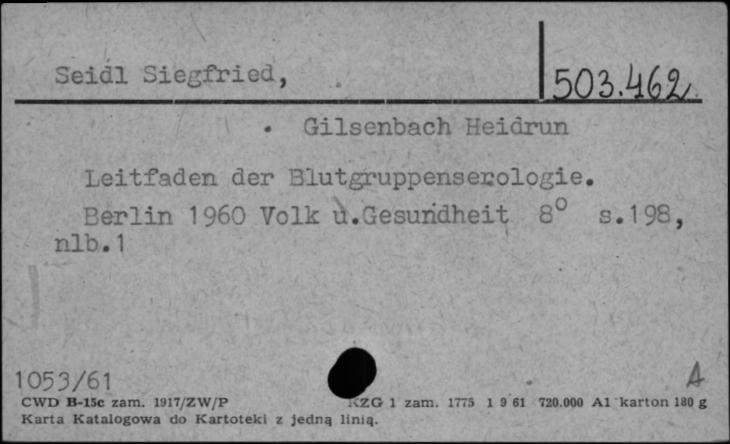 Seidl Siegfried,
503.462
Gilsenbach Heidrun
Leitfaden der Blutgruppenserologie.
Berlin 1960 Volk u.Gesundheit 8° s.198,
nlb.1
1053/61 A
CWD B-15c zam. 1917/ZW/P KZG 1 zam. 1775 1 9 61 720.000 A1 karton 180 g
Karta Katalogowa do Kartoteki z jedną linią.